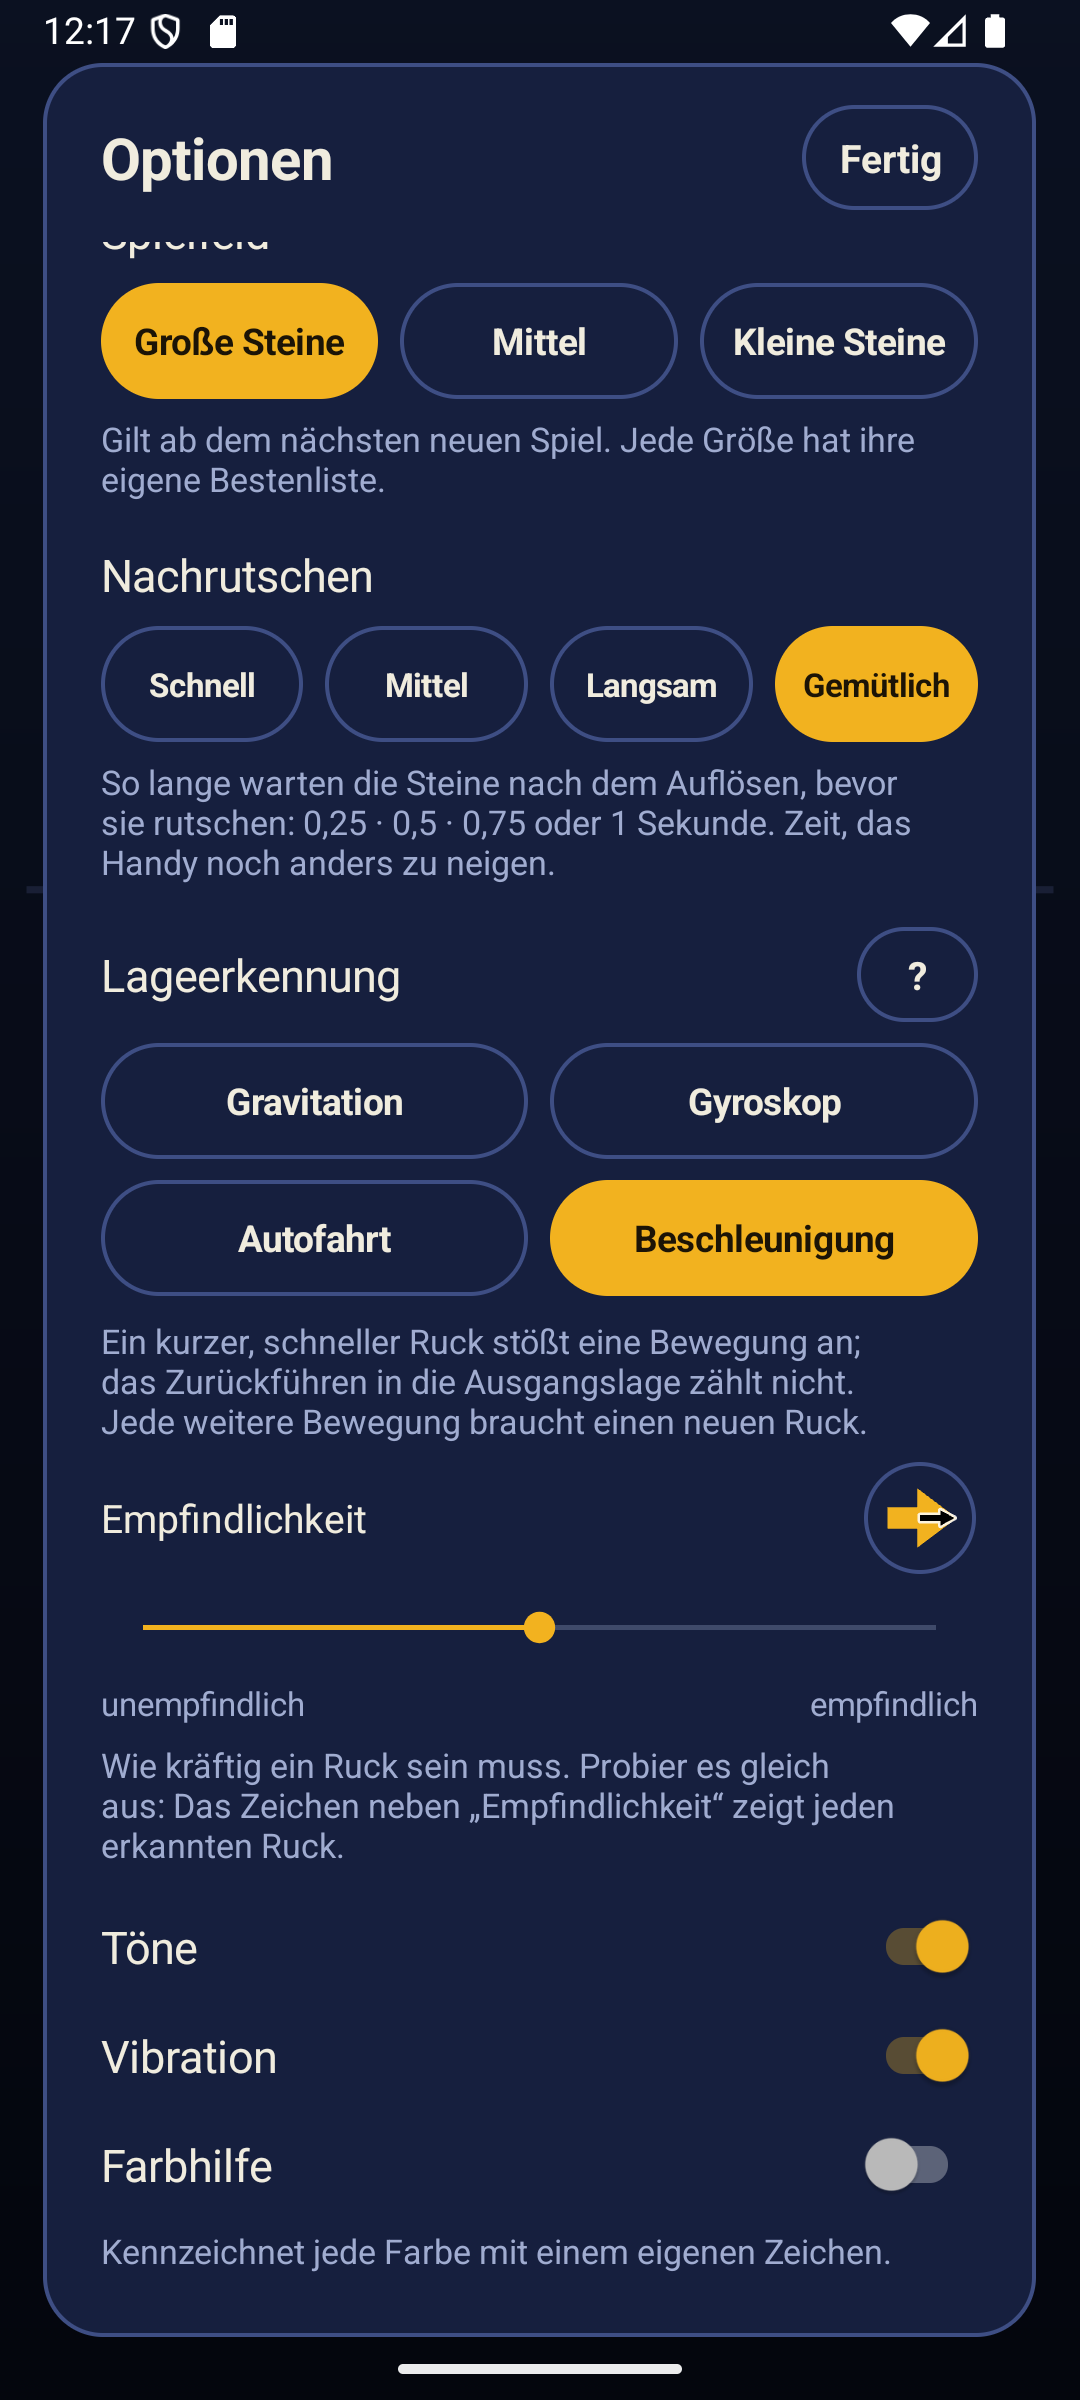 12:17
Optionen
Fertig
Spielfeld
Große Steine
Mittel
Kleine Steine
Gilt ab dem nächsten neuen Spiel. Jede Größe hat ihre
eigene Bestenliste.
Nachrutschen
Schnell
Mittel
Langsam
Gemütlich
So lange warten die Steine nach dem Auflösen, bevor
sie rutschen: 0,25 · 0,5 · 0,75 oder 1 Sekunde. Zeit, das
Handy noch anders zu neigen.
Lageerkennung
?
Gravitation
Gyroskop
Autofahrt
Beschleunigung
Ein kurzer, schneller Ruck stößt eine Bewegung an;
das Zurückführen in die Ausgangslage zählt nicht.
Jede weitere Bewegung braucht einen neuen Ruck.
Empfindlichkeit
unempfindlich
empfindlich
Wie kräftig ein Ruck sein muss. Probier es gleich
aus: Das Zeichen neben „Empfindlichkeit“ zeigt jeden
erkannten Ruck.
Töne
Vibration
Farbhilfe
Kennzeichnet jede Farbe mit einem eigenen Zeichen.